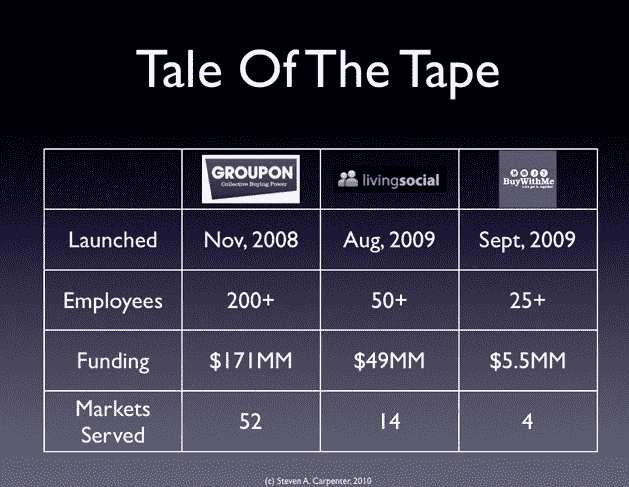 Tale Of The Tape
GROUPON
Collective Buying Power
livingsocial
BuyWithMe
Launched Nov, 2008 Aug, 2009 Sept, 2009
Employees 200+ 50+ 25+
Funding $171MM $49MM $5.5MM
Markets
Served 52 14 4
(c) Steven A. Carpenter, 2010